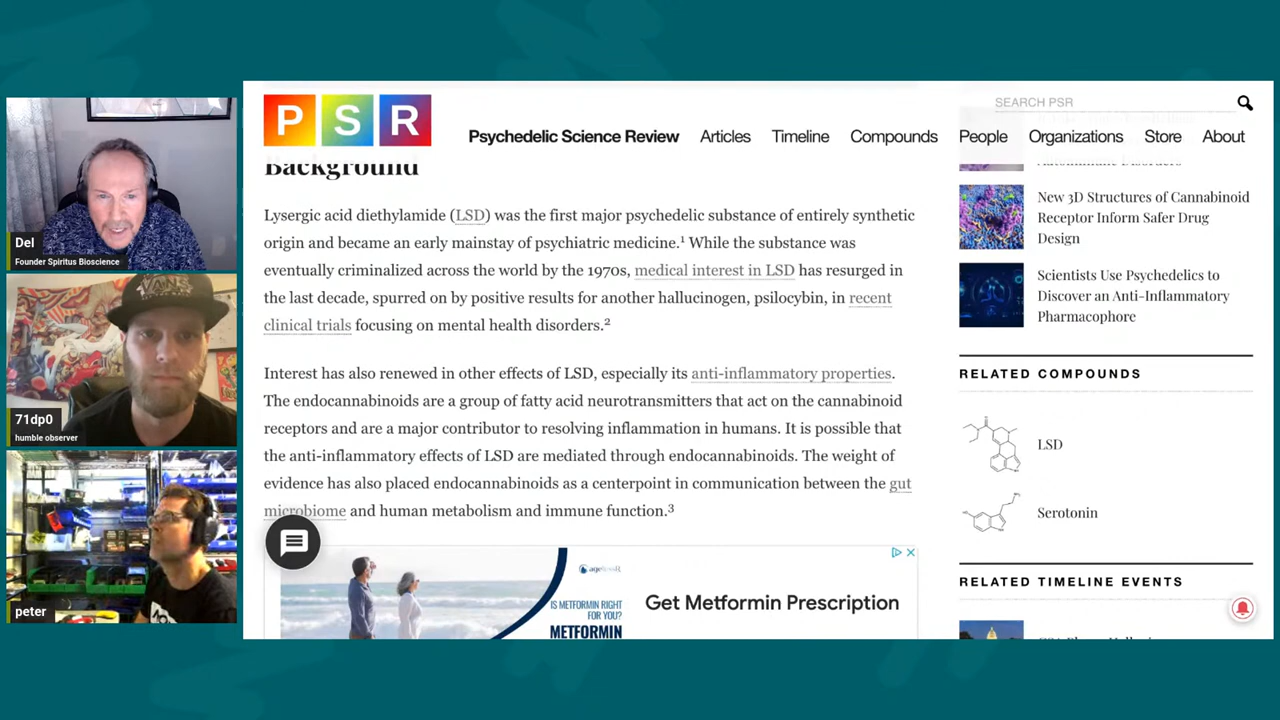 Del
Founder Spiritus Bioscience
VANS
71dp0
humble observer
peter
PSR
Psychedelic Science Review
Articles
Timeline
Compounds
People
Organizations
Store
About
SEARCH PSR
Background
Lysergic acid diethylamide (LSD) was the first major psychedelic substance of entirely synthetic
origin and became an early mainstay of psychiatric medicine.¹ While the substance was
eventually criminalized across the world by the 1970s, medical interest in LSD has resurged in
the last decade, spurred on by positive results for another hallucinogen, psilocybin, in recent
clinical trials focusing on mental health disorders.²
Interest has also renewed in other effects of LSD, especially its anti-inflammatory properties.
The endocannabinoids are a group of fatty acid neurotransmitters that act on the cannabinoid
receptors and are a major contributor to resolving inflammation in humans. It is possible that
the anti-inflammatory effects of LSD are mediated through endocannabinoids. The weight of
evidence has also placed endocannabinoids as a centerpoint in communication between the gut
microbiome and human metabolism and immune function.³
IS METFORMIN RIGHT
FOR YOU?
METFORMIN
Get Metformin Prescription
Autoimmune Disorders
New 3D Structures of Cannabinoid
Receptor Inform Safer Drug
Design
Scientists Use Psychedelics to
Discover an Anti-Inflammatory
Pharmacophore
RELATED COMPOUNDS
LSD
Serotonin
RELATED TIMELINE EVENTS